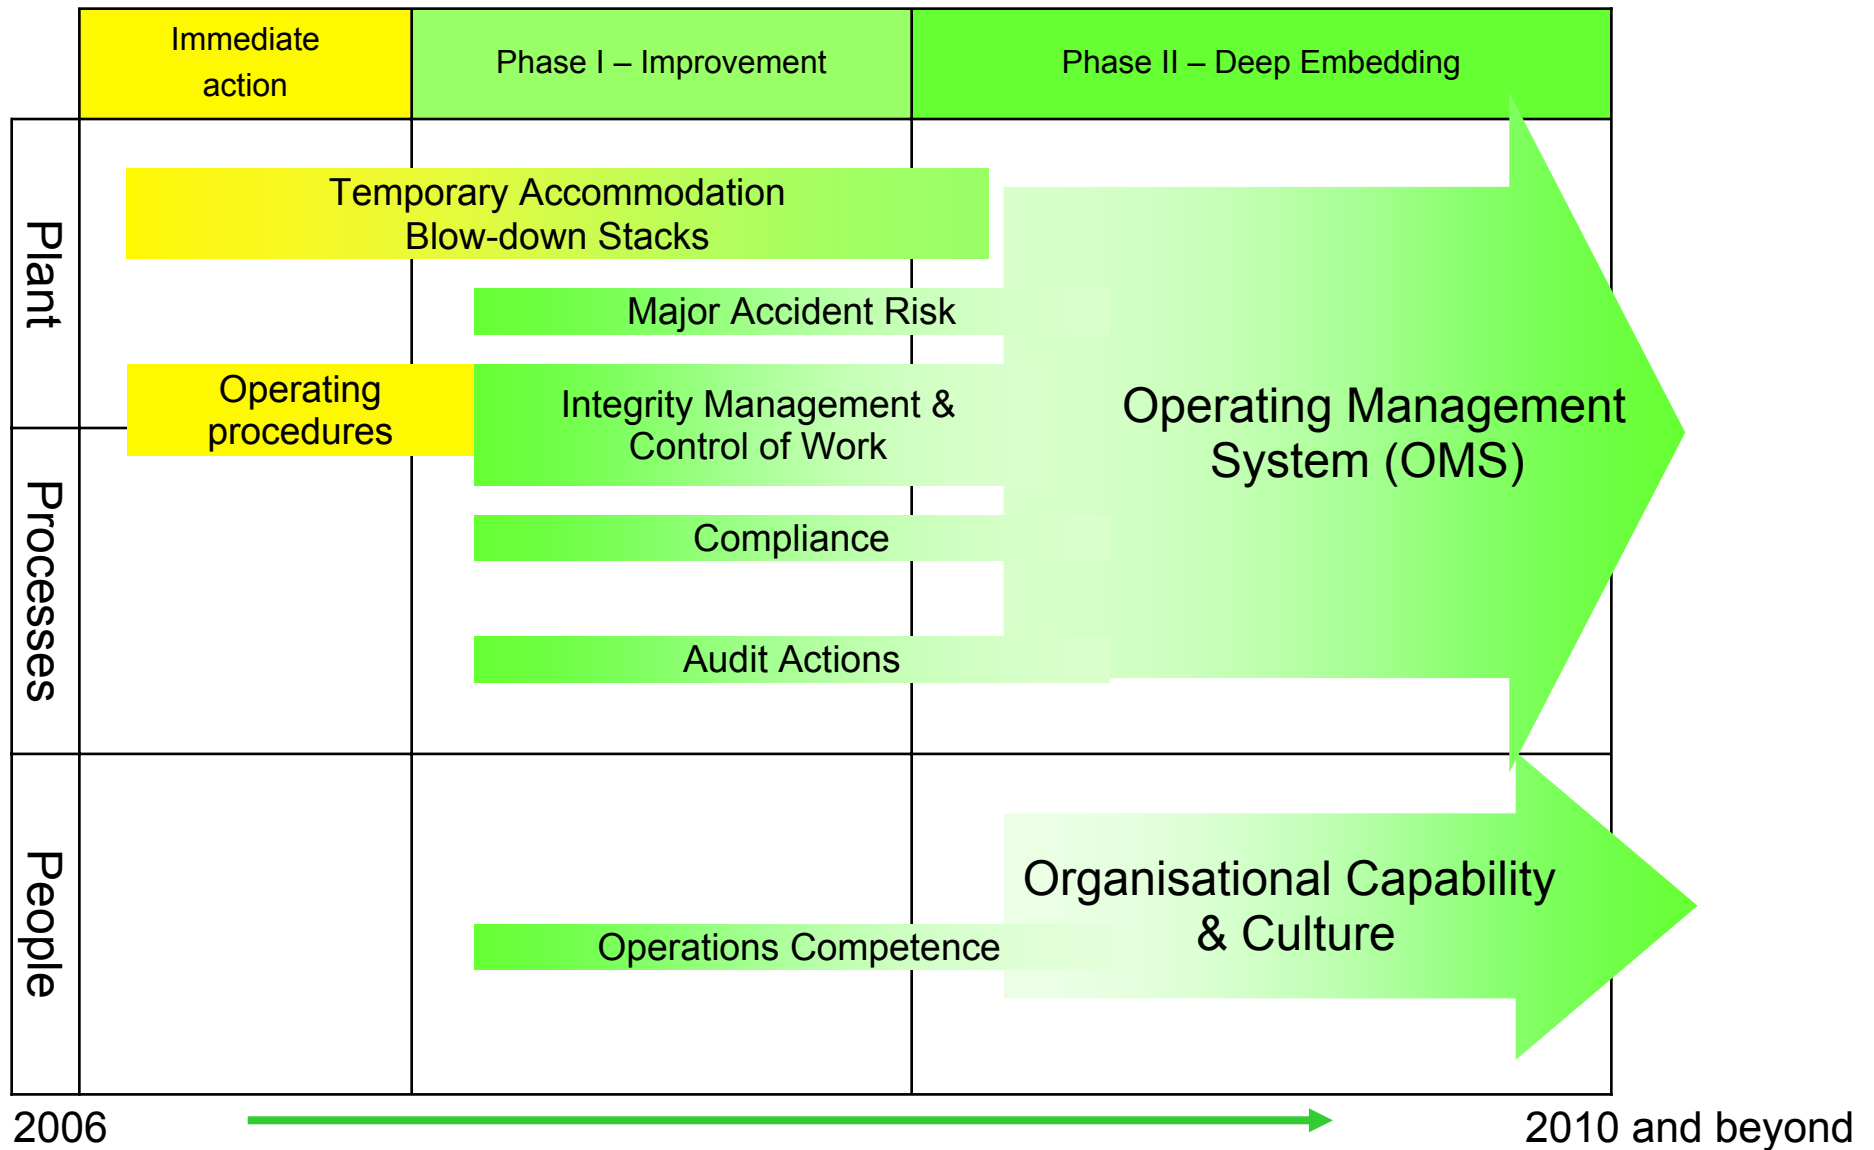 Immediate
action
Phase I – Improvement
Phase II – Deep Embedding
Plant
Temporary Accommodation
Blow-down Stacks
Major Accident Risk
Operating
procedures
Integrity Management &
Control of Work
Operating Management
System (OMS)
Processes
Compliance
Audit Actions
People
Organisational Capability
& Culture
Operations Competence
2006
2010 and beyond